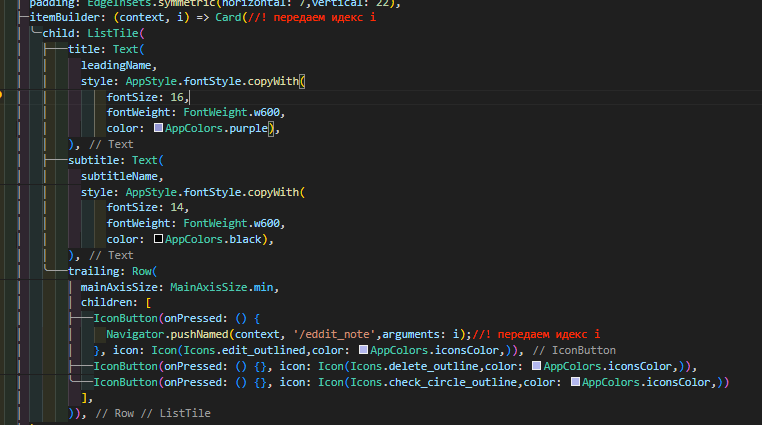 padding: EdgeInsets.symmetric(horizontal: 7,vertical: 22),
itemBuilder: (context, i) => Card(//! передаем идекс i
child: ListTile(
title: Text(
leadingName,
style: AppStyle.fontStyle.copyWith(
fontSize: 16,
fontWeight: FontWeight.w600,
color: AppColors.purple),
), // Text
subtitle: Text(
subtitleName,
style: AppStyle.fontStyle.copyWith(
fontSize: 14,
fontWeight: FontWeight.w600,
color: AppColors.black),
), // Text
trailing: Row(
mainAxisSize: MainAxisSize.min,
children: [
IconButton(onPressed: () {
Navigator.pushNamed(context, '/eddit_note',arguments: i);//! передаем идекс i
}, icon: Icon(Icons.edit_outlined,color: AppColors.iconsColor,)), // IconButton
IconButton(onPressed: () {}, icon: Icon(Icons.delete_outline,color: AppColors.iconsColor,)),
IconButton(onPressed: () {}, icon: Icon(Icons.check_circle_outline,color: AppColors.iconsColor,))
],
)), // Row // ListTile